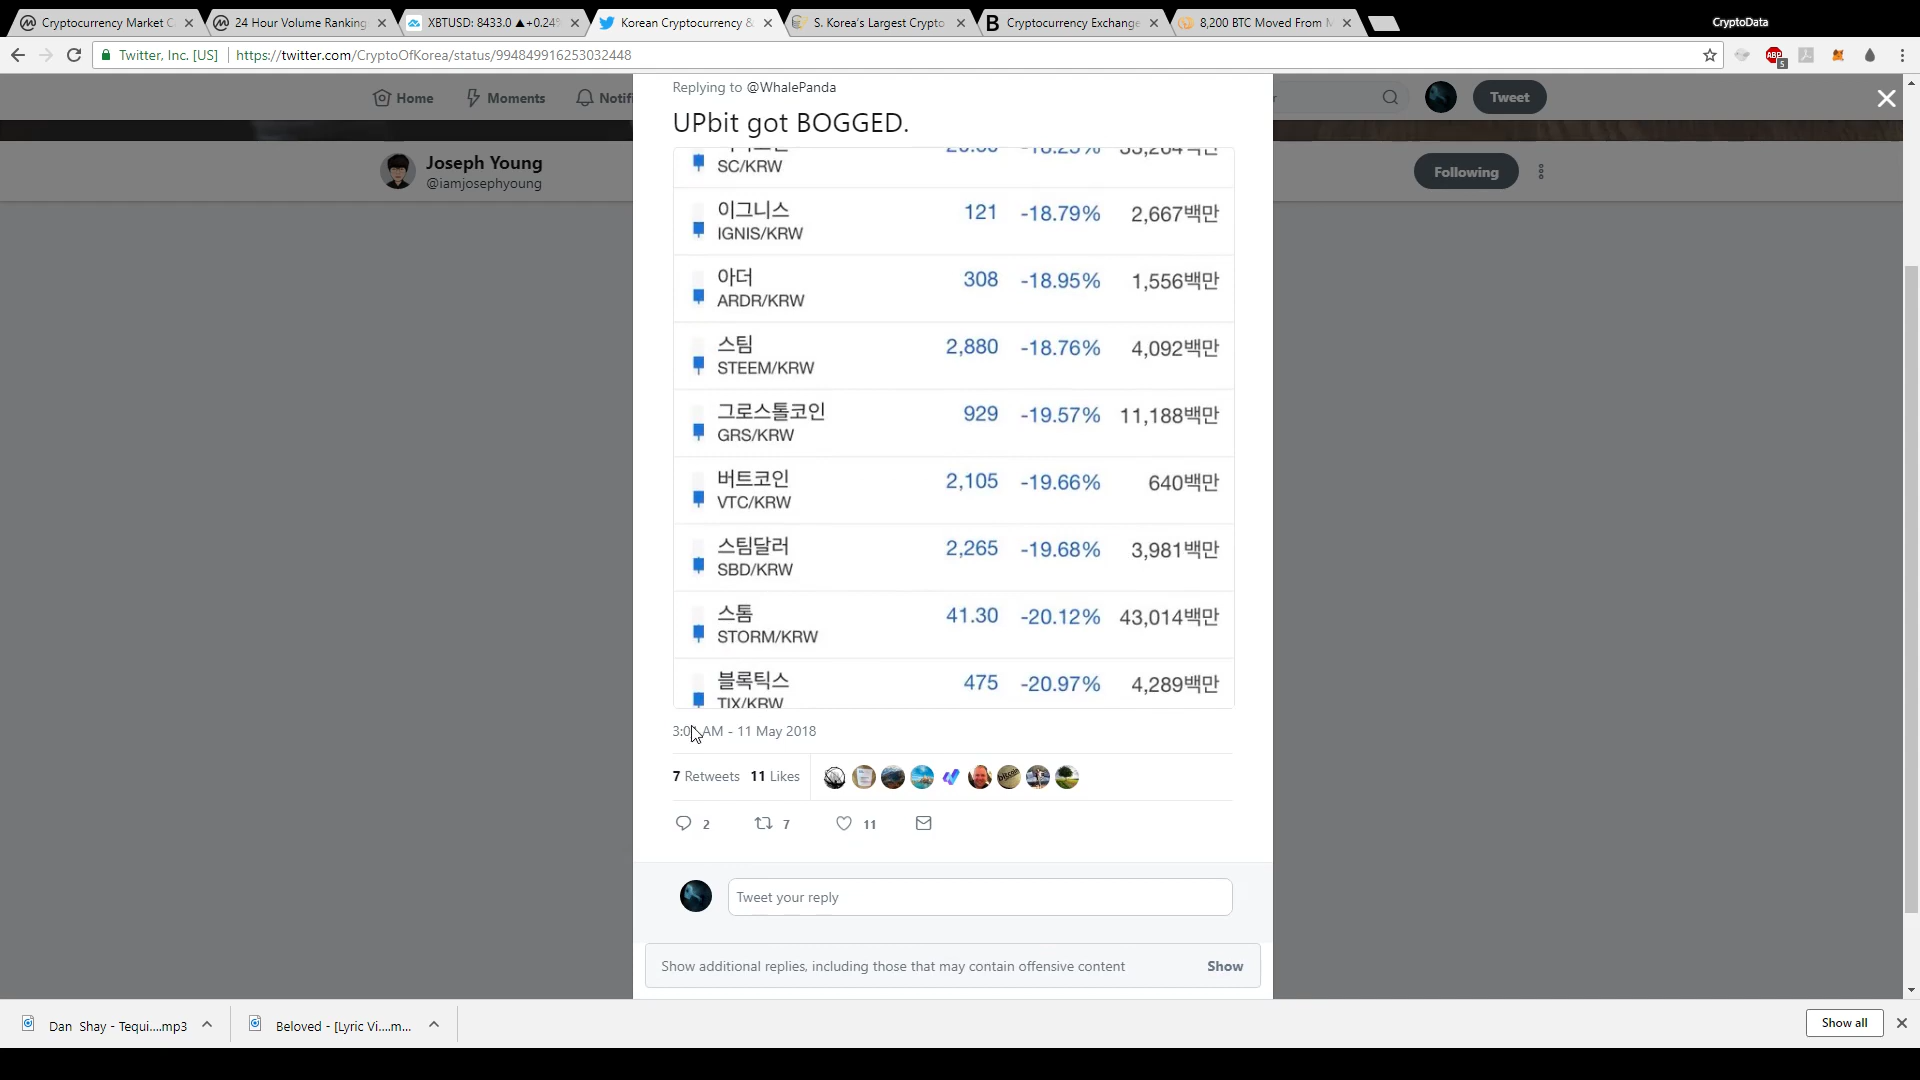 Cryptocurrency Market C
24 Hour Volume Ranking
XBTUSD: 8433.0 ▲+0.24
Korean Cryptocurrency &
S. Korea's Largest Crypto
Cryptocurrency Exchange
8,200 BTC Moved From M
CryptoData
Twitter, Inc. [US]
https://twitter.com/CryptoOfKorea/status/994849916253032448
ABP
5
Home
Moments
Notifi
Tweet
Joseph Young
@iamjosephyoung
Following
Replying to @WhalePanda
UPbit got BOGGED.
SC/KRW
이그니스
IGNIS/KRW
121 -18.79% 2,667백만
아더
ARDR/KRW
308 -18.95% 1,556백만
스팀
STEEM/KRW
2,880 -18.76% 4,092백만
그로스톨코인
GRS/KRW
929 -19.57% 11,188백만
버트코인
VTC/KRW
2,105 -19.66% 640백만
스팀달러
SBD/KRW
2,265 -19.68% 3,981백만
스톰
STORM/KRW
41.30 -20.12% 43,014백만
블록틱스
TIX/KRW
475 -20.97% 4,289백만
AM - 11 May 2018
7 Retweets 11 Likes
2 7 11
Tweet your reply
Show additional replies, including those that may contain offensive content
Show
Dan Shay - Tequi....mp3
Beloved - [Lyric Vi....m...
Show all